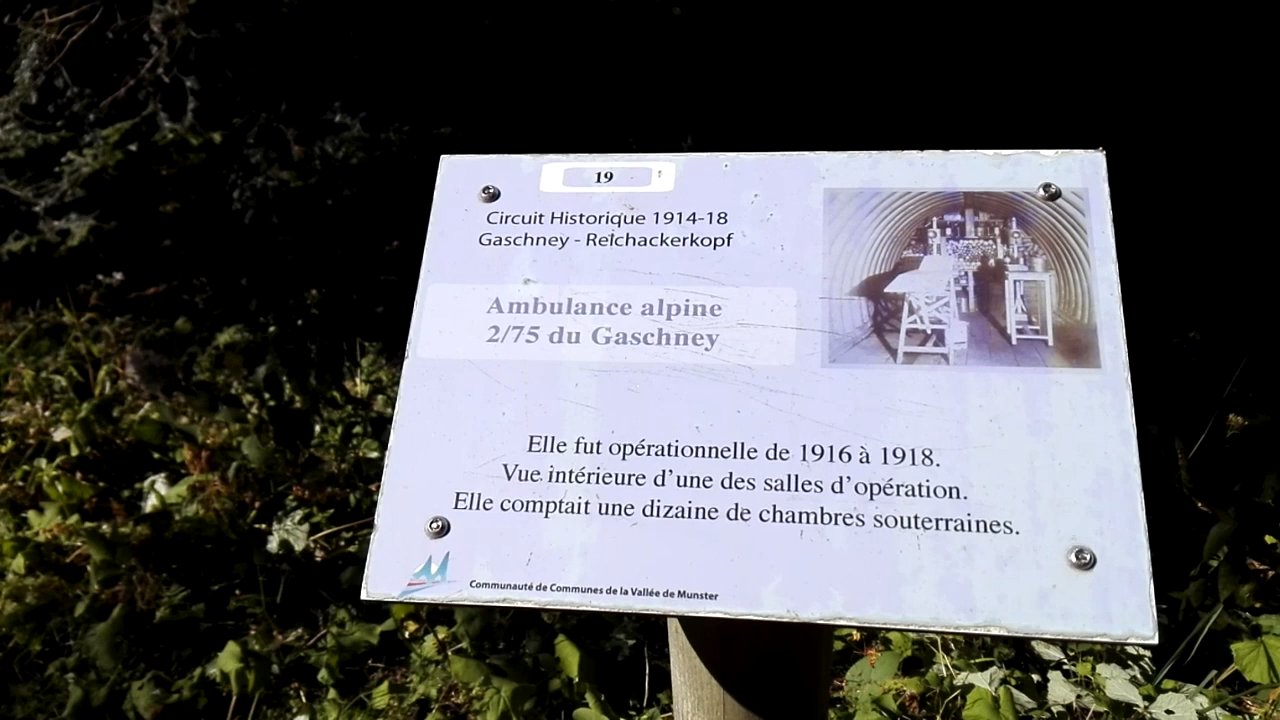 19
Circuit Historique 1914-18
Gaschney - Reichackerkopf
Ambulance alpine
2/75 du Gaschney
Elle fut opérationnelle de 1916 à 1918.
Vue intérieure d'une des salles d'opération.
Elle comptait une dizaine de chambres souterraines.
Communauté de Communes de la Vallée de Munster